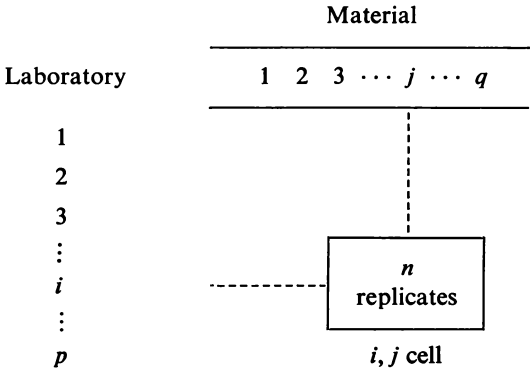 Material
Laboratory 1 2 3 ⋯ j ⋯ q
1
2
3
⋮
i
⋮
p
n
replicates
i, j cell